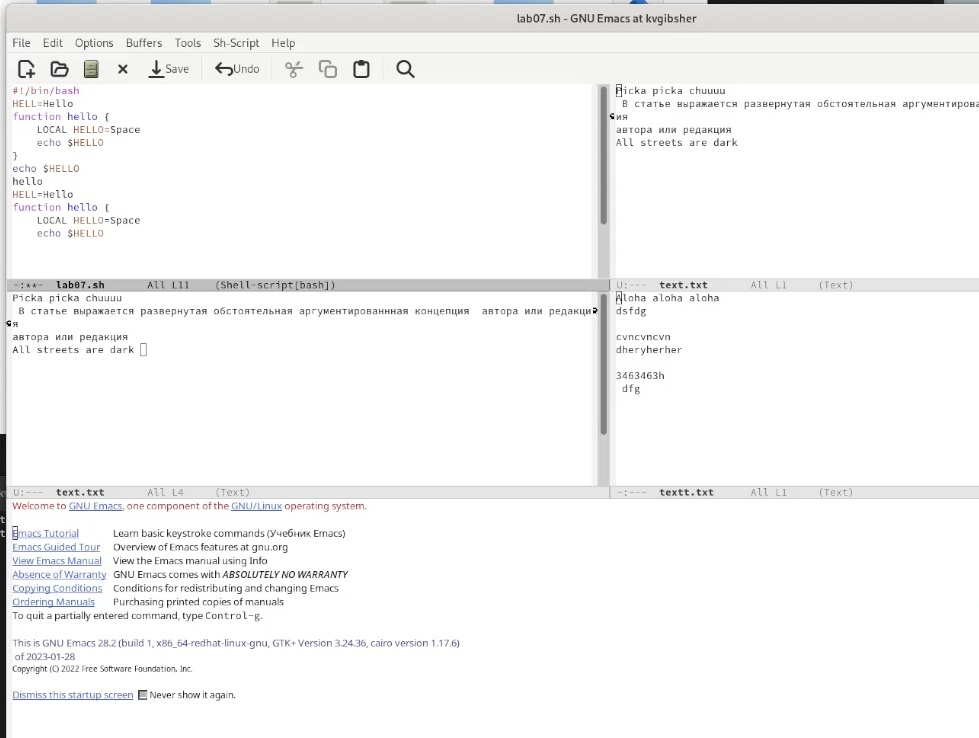 lab07.sh - GNU Emacs at kvgibsher
File Edit Options Buffers Tools Sh-Script Help
Save Undo
#!/bin/bash
HELL=Hello
function hello {
    LOCAL HELLO=Space
    echo $HELLO
}
echo $HELLO
hello
HELL=Hello
function hello {
    LOCAL HELLO=Space
    echo $HELLO
-:**- lab07.sh All L11 (Shell-script[bash])
Picka picka chuuuu
 В статье выражается развернутая обстоятельная аргументирова
ия
автора или редакция
All streets are dark
U:--- text.txt All L1 (Text)
Picka picka chuuuu
 В статье выражается развернутая обстоятельная аргументированнная концепция  автора или редакци
я
автора или редакция
All streets are dark
U:--- text.txt All L4 (Text)
Aloha aloha aloha
dsfdg
cvncvncvn
dheryherher
3463463h
 dfg
-:--- textt.txt All L1 (Text)
Welcome to GNU Emacs, one component of the GNU/Linux operating system.
Emacs Tutorial Learn basic keystroke commands (Учебник Emacs)
Emacs Guided Tour Overview of Emacs features at gnu.org
View Emacs Manual View the Emacs manual using Info
Absence of Warranty GNU Emacs comes with ABSOLUTELY NO WARRANTY
Copying Conditions Conditions for redistributing and changing Emacs
Ordering Manuals Purchasing printed copies of manuals
To quit a partially entered command, type Control-g.
This is GNU Emacs 28.2 (build 1, x86_64-redhat-linux-gnu, GTK+ Version 3.24.36, cairo version 1.17.6)
 of 2023-01-28
Copyright (C) 2022 Free Software Foundation, Inc.
Dismiss this startup screen Never show it again.